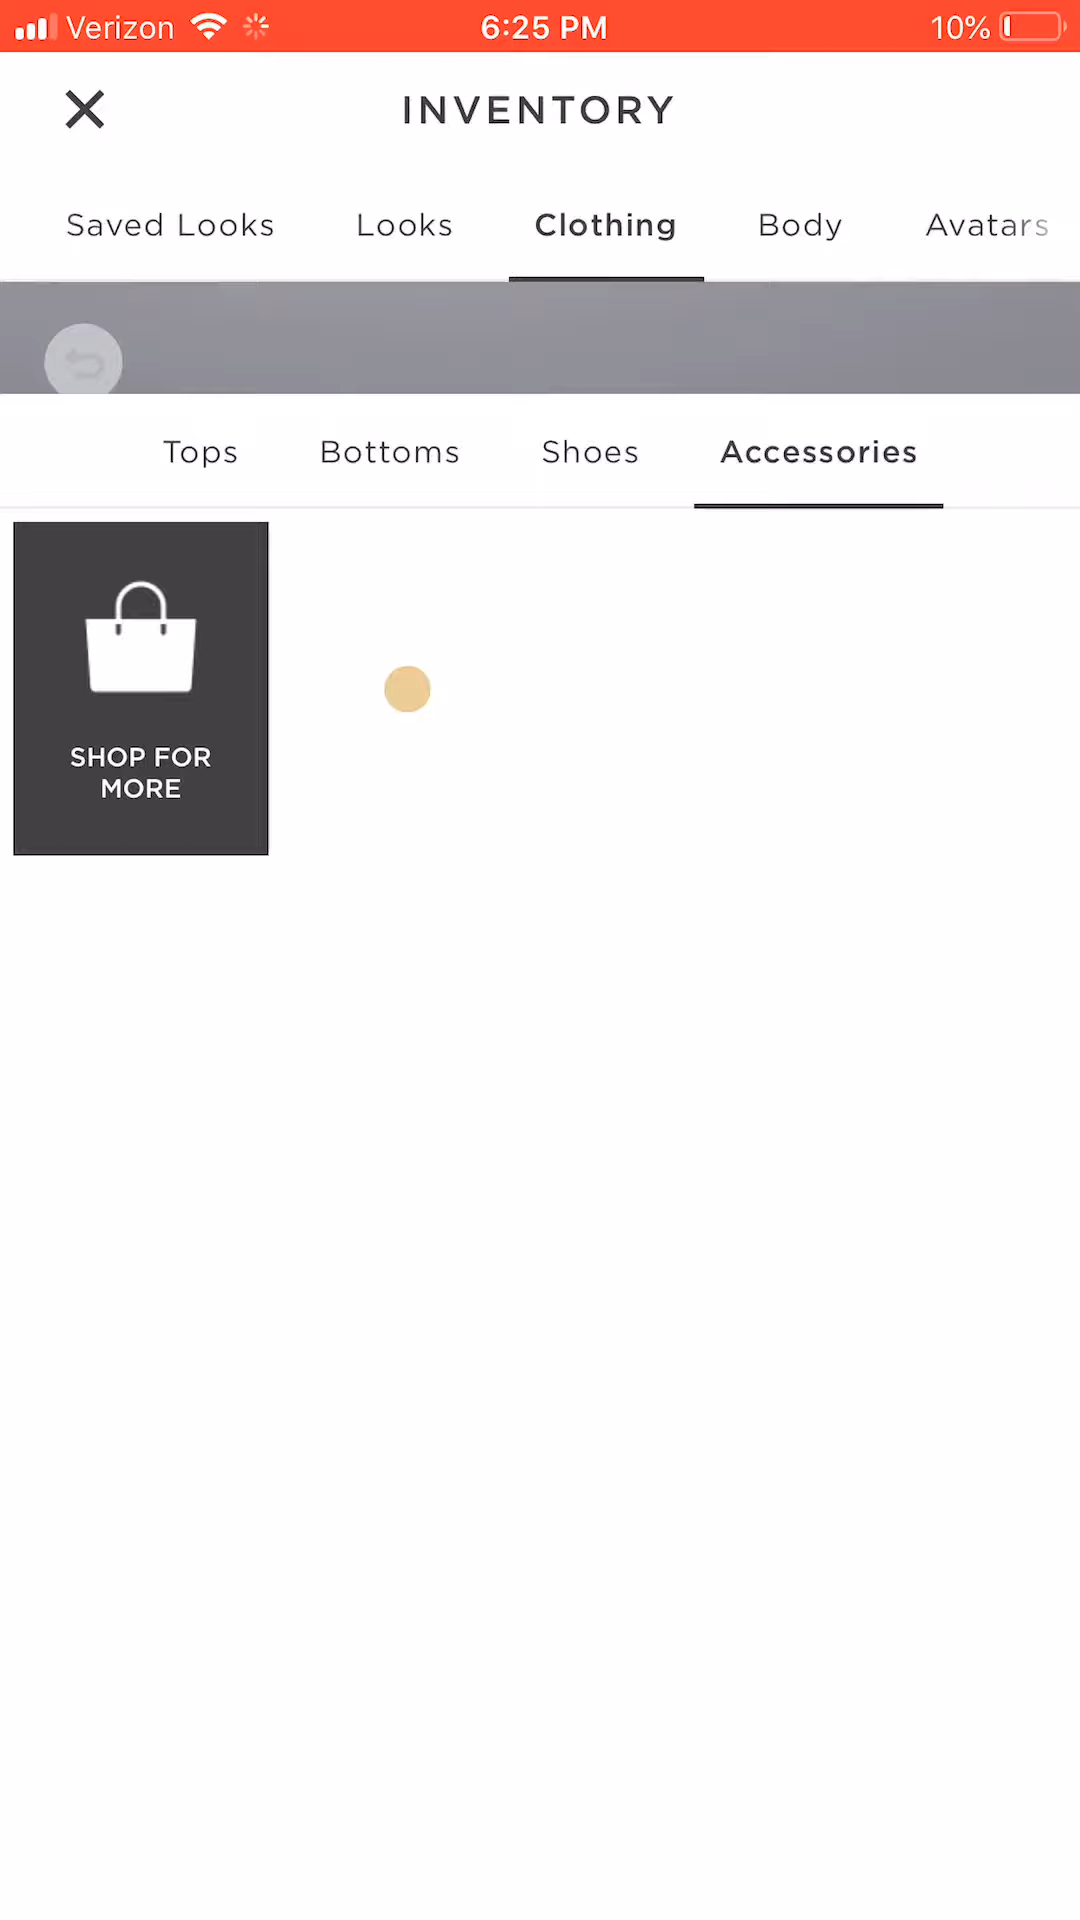 Verizon 6:25 PM 10%
INVENTORY
Saved Looks Looks Clothing Body Avatars
Tops Bottoms Shoes Accessories
SHOP FOR
MORE